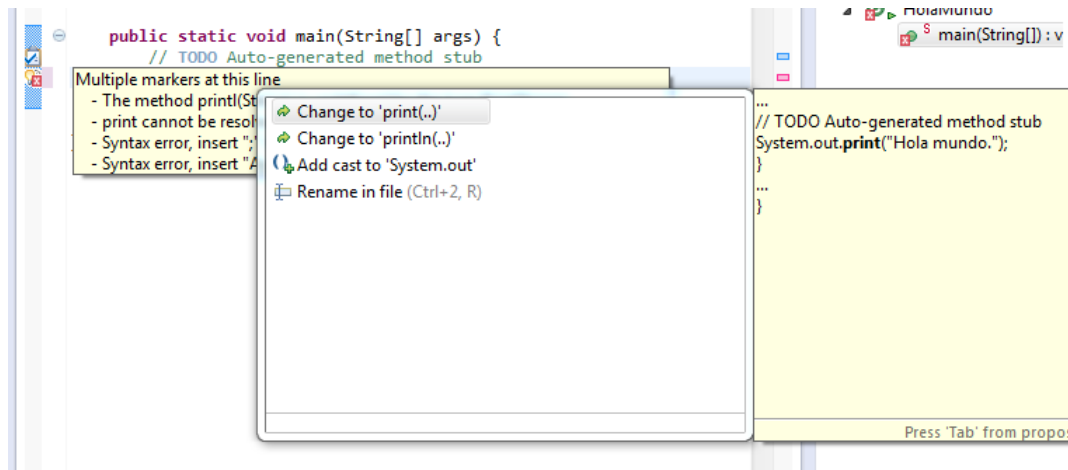 public static void main(String[] args) {
// TODO Auto-generated method stub
Multiple markers at this line
- The method printl(St
- print cannot be resol
- Syntax error, insert ";"
- Syntax error, insert "A
Change to 'print(..)'
Change to 'println(..)'
Add cast to 'System.out'
Rename in file (Ctrl+2, R)
...
// TODO Auto-generated method stub
System.out.print("Hola mundo.");
}
...
}
Press 'Tab' from propos
HolaMundo
main(String[]) : v